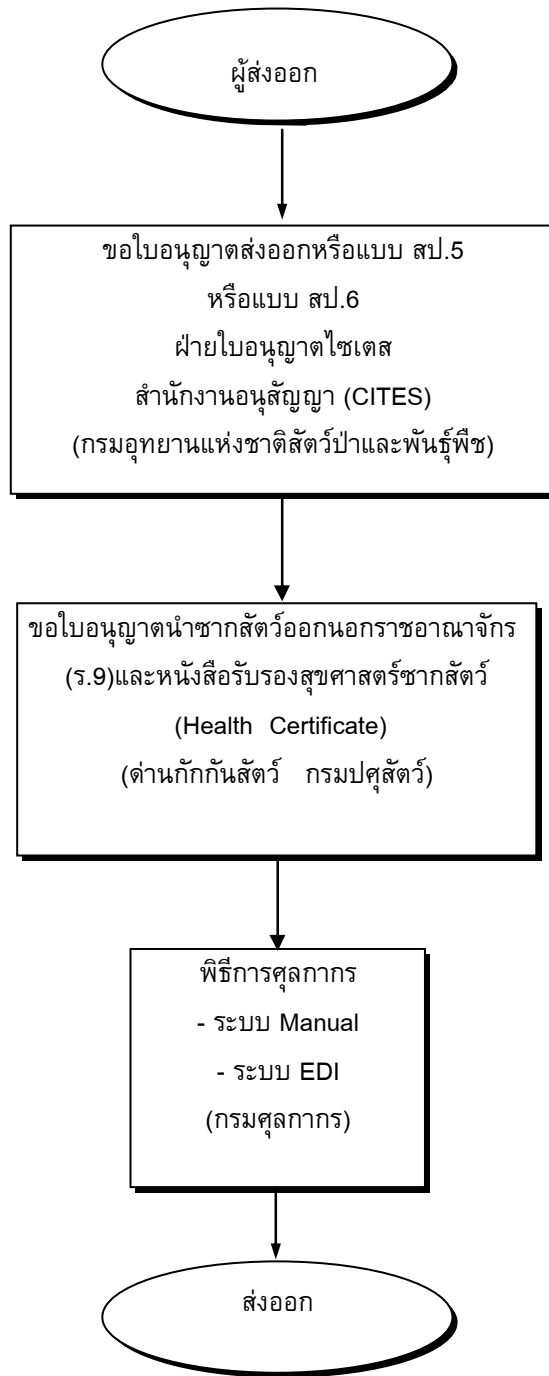 ผู้ส่งออก
ขอใบอนุญาตส่งออกหรือแบบ สป.5
หรือแบบ สป.6
ฝ่ายใบอนุญาตไซเตส
สำนักงานอนุสัญญา (CITES)
(กรมอุทยานแห่งชาติสัตว์ป่าและพันธุ์พืช)
ขอใบอนุญาตนำซากสัตว์ออกนอกราชอาณาจักร
(ร.9)และหนังสือรับรองสุขศาสตร์ซากสัตว์
(Health Certificate)
(ด่านกักกันสัตว์ กรมปศุสัตว์)
พิธีการศุลกากร
- ระบบ Manual
- ระบบ EDI
(กรมศุลกากร)
ส่งออก